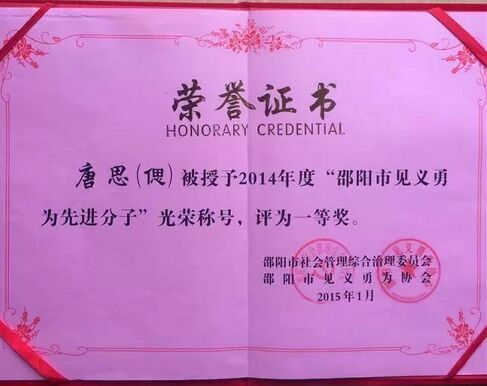 荣誉证书
HONORARY CREDENTIAL
唐思(偲)被授予2014年度“邵阳市见义勇
为先进分子”光荣称号，评为一等奖。
邵阳市社会管理综合治理委员会
邵阳市见义勇为协会
2015年1月